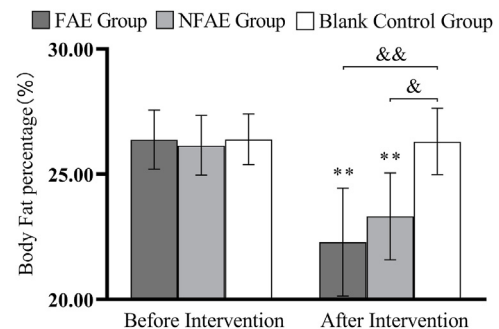 FAE Group NFAE Group Blank Control Group
30.00
&&
&
Body Fat percentage(%)
25.00
** **
20.00
Before Intervention After Intervention